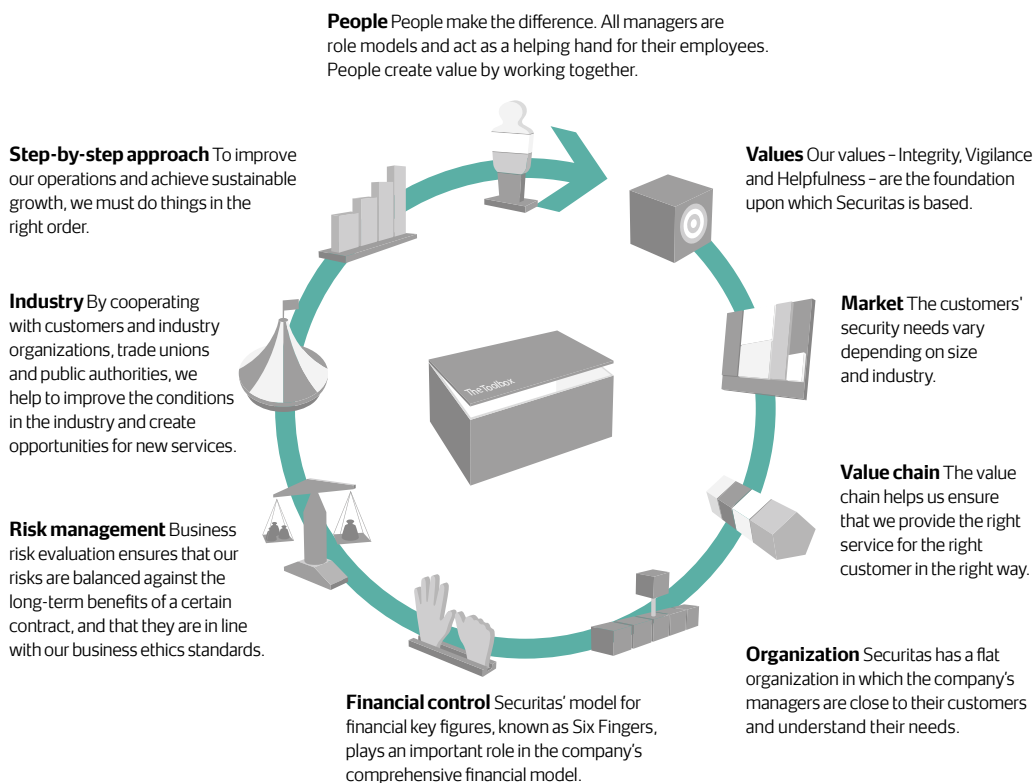 People People make the difference. All managers are
role models and act as a helping hand for their employees.
People create value by working together.
Values Our values – Integrity, Vigilance
and Helpfulness – are the foundation
upon which Securitas is based.
Market The customers’
security needs vary
depending on size
and industry.
Value chain The value
chain helps us ensure
that we provide the right
service for the right
customer in the right way.
Organization Securitas has a flat
organization in which the company’s
managers are close to their customers
and understand their needs.
Financial control Securitas’ model for
financial key figures, known as Six Fingers,
plays an important role in the company’s
comprehensive financial model.
Risk management Business
risk evaluation ensures that our
risks are balanced against the
long-term benefits of a certain
contract, and that they are in line
with our business ethics standards.
Industry By cooperating
with customers and industry
organizations, trade unions
and public authorities, we
help to improve the conditions
in the industry and create
opportunities for new services.
Step-by-step approach To improve
our operations and achieve sustainable
growth, we must do things in the
right order.
The Toolbox